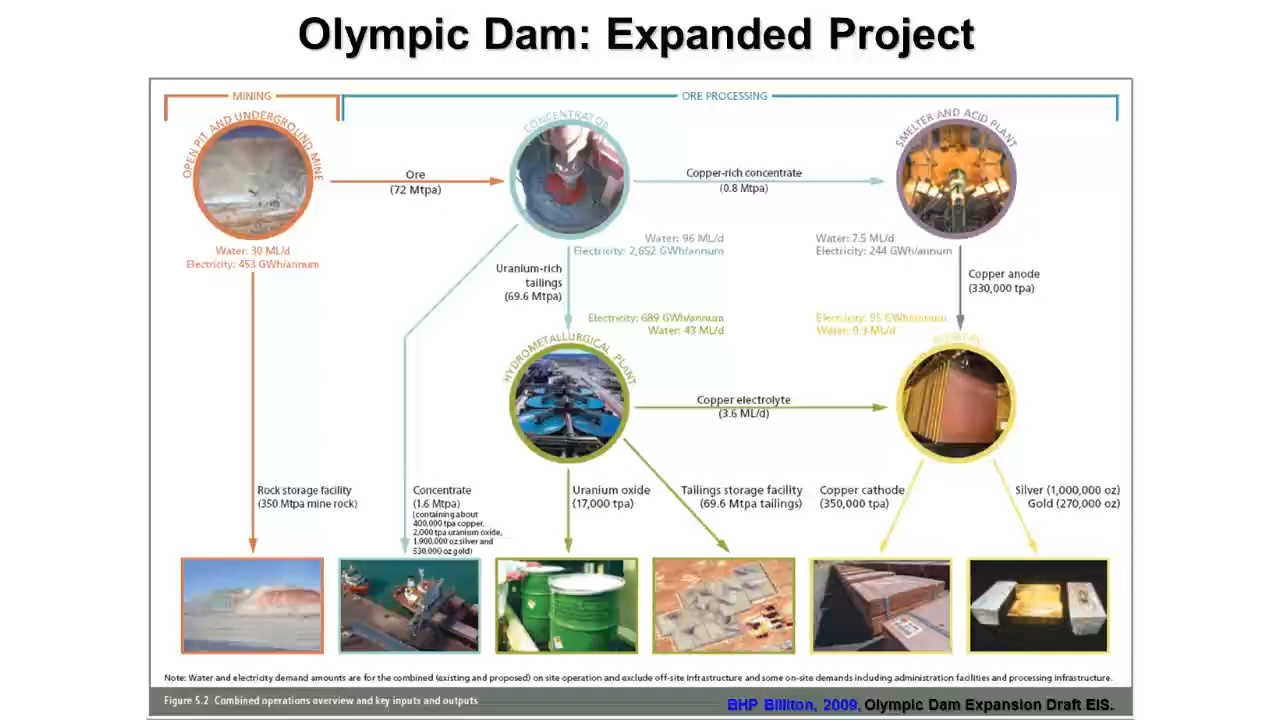 Olympic Dam: Expanded Project
MINING
ORE PROCESSING
OPEN PIT AND UNDERGROUND MINE
CONCENTRATOR
SMELTER AND ACID PLANT
Ore
(72 Mtpa)
Copper-rich concentrate
(0.8 Mtpa)
Water: 30 ML/d
Electricity: 453 GWh/annum
Water: 96 ML/d
Electricity: 2,652 GWh/annum
Water: 7.5 ML/d
Electricity: 244 GWh/annum
Uranium-rich
tailings
(69.6 Mtpa)
Copper anode
(330,000 tpa)
Electricity: 689 GWh/annum
Water: 43 ML/d
Electricity: 95 GWh/annum
Water: 0.3 ML/d
HYDROMETALLURGICAL PLANT
Copper electrolyte
(3.6 ML/d)
Rock storage facility
(350 Mtpa mine rock)
Concentrate
(1.6 Mtpa)
(containing about
400,000 tpa copper,
2,000 tpa uranium oxide,
1,900,000 oz silver and
530,000 oz gold)
Uranium oxide
(17,000 tpa)
Tailings storage facility
(69.6 Mtpa tailings)
Copper cathode
(350,000 tpa)
Silver (1,000,000 oz)
Gold (270,000 oz)
Note: Water and electricity demand amounts are for the combined (existing and proposed) on site operation and exclude off-site infrastructure and some on-site demands including administration facilities and processing infrastructure.
Figure 5.2 Combined operations overview and key inputs and outputs
BHP Billiton, 2009, Olympic Dam Expansion Draft EIS.